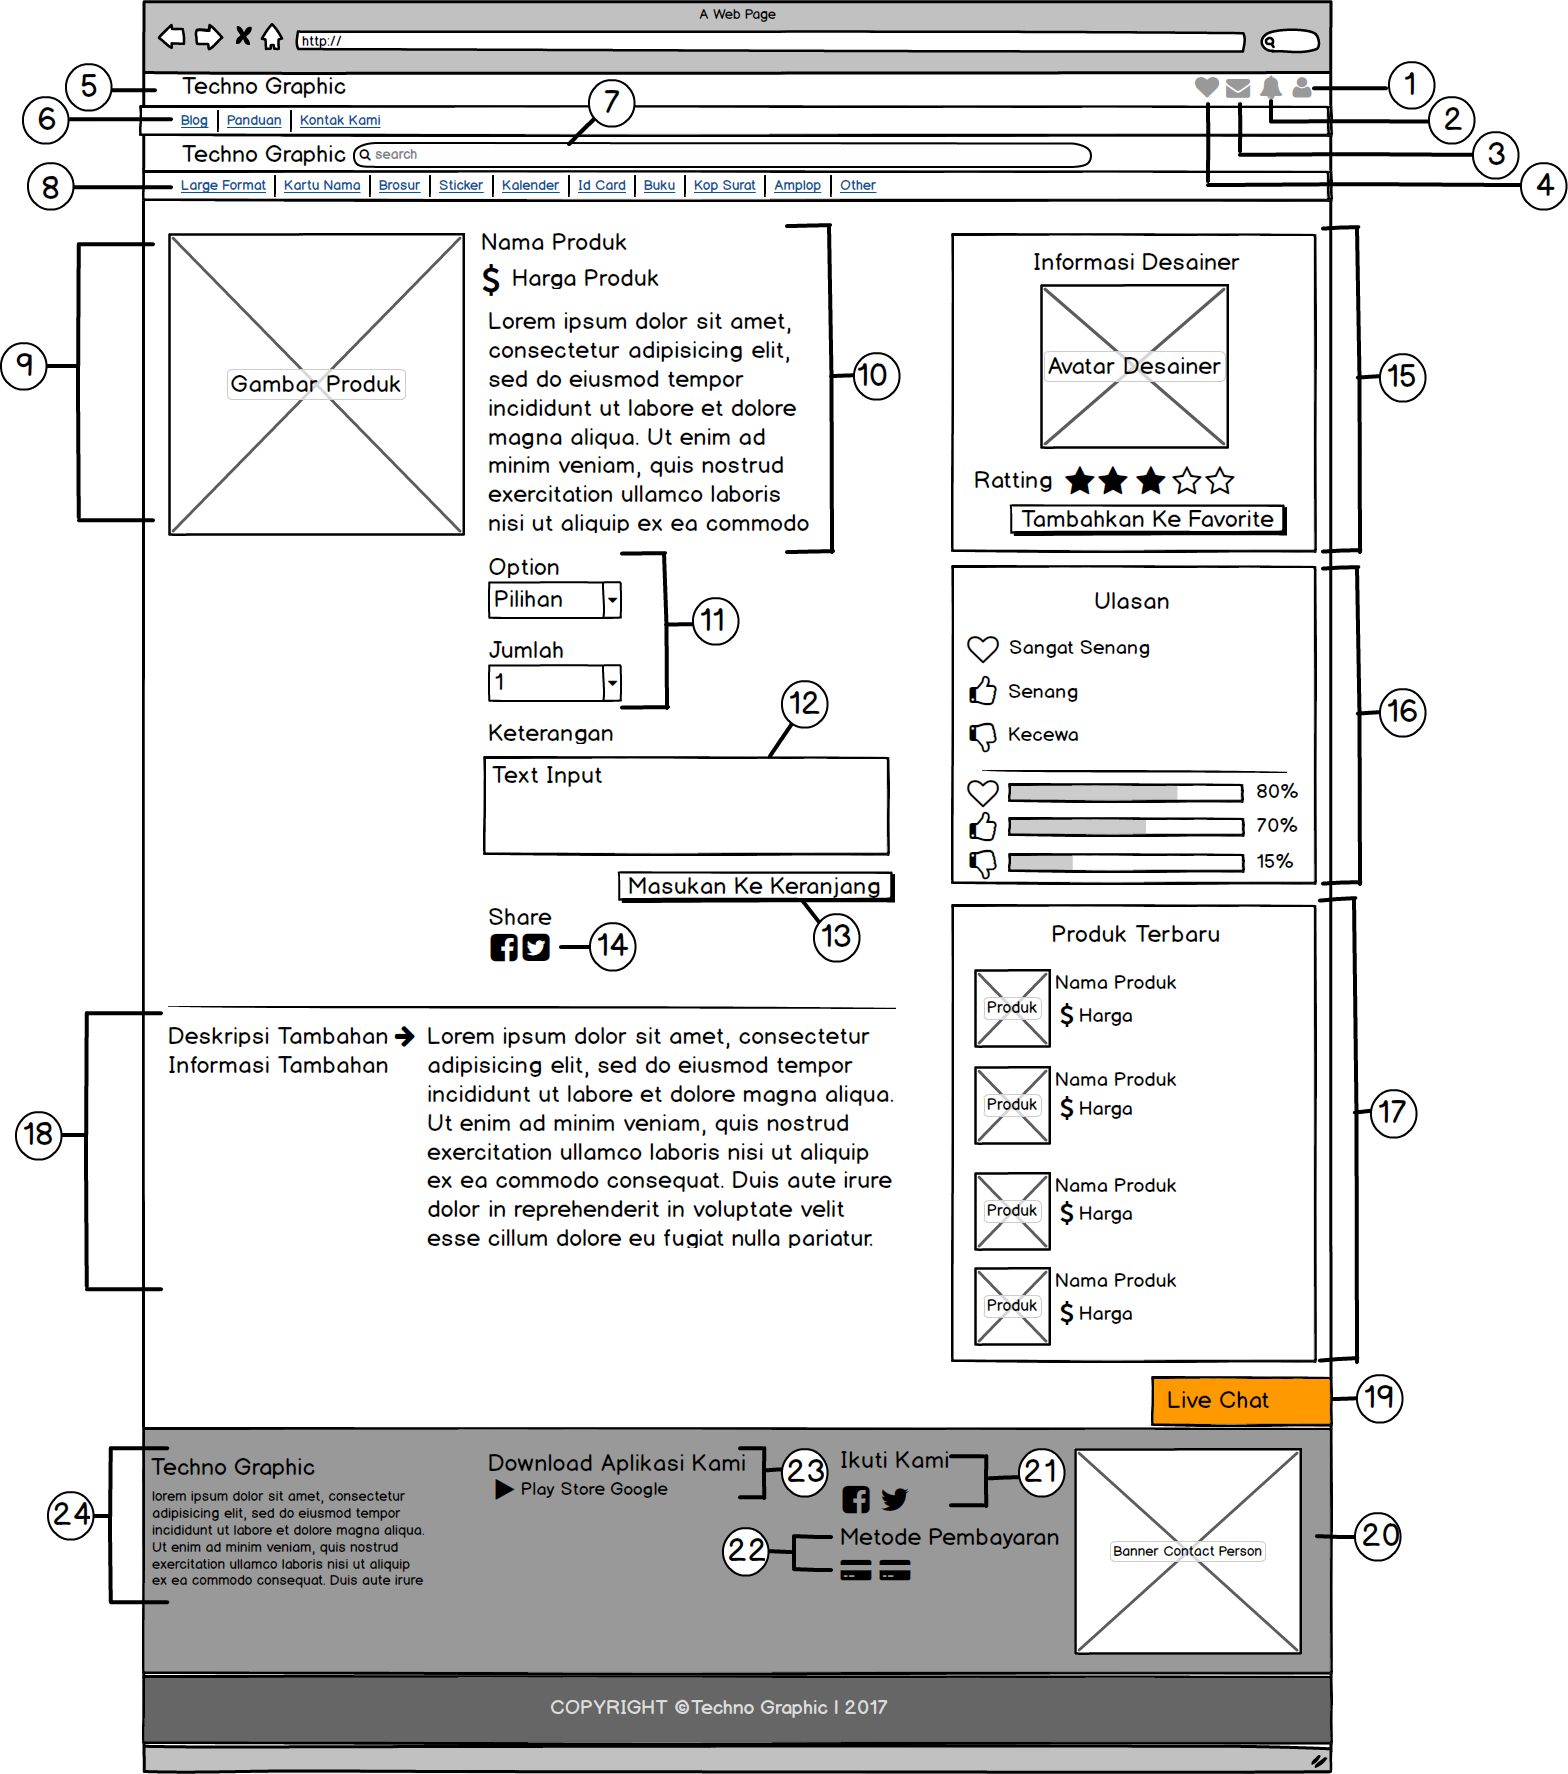 A Web Page
http://
5
Techno Graphic
1
6
Blog
Panduan
Kontak Kami
7
2
Techno Graphic
search
3
8
Large Format
Kartu Nama
Brosur
Sticker
Kalender
Id Card
Buku
Kop Surat
Amplop
Other
4
9
Gambar Produk
Nama Produk
$ Harga Produk
Lorem ipsum dolor sit amet,
consectetur adipisicing elit,
sed do eiusmod tempor
incididunt ut labore et dolore
magna aliqua. Ut enim ad
minim veniam, quis nostrud
exercitation ullamco laboris
nisi ut aliquip ex ea commodo
10
Option
Pilihan
11
Jumlah
1
12
Keterangan
Text Input
Masukan Ke Keranjang
13
Share
14
Informasi Desainer
Avatar Desainer
15
Ratting
Tambahkan Ke Favorite
Ulasan
Sangat Senang
Senang
Kecewa
16
80%
70%
15%
Produk Terbaru
Produk
Nama Produk
$ Harga
Produk
Nama Produk
$ Harga
17
Produk
Nama Produk
$ Harga
Produk
Nama Produk
$ Harga
18
Deskripsi Tambahan
Informasi Tambahan
Lorem ipsum dolor sit amet, consectetur
adipisicing elit, sed do eiusmod tempor
incididunt ut labore et dolore magna aliqua.
Ut enim ad minim veniam, quis nostrud
exercitation ullamco laboris nisi ut aliquip
ex ea commodo consequat. Duis aute irure
dolor in reprehenderit in voluptate velit
esse cillum dolore eu fugiat nulla pariatur.
Live Chat
19
24
Techno Graphic
lorem ipsum dolor sit amet, consectetur
adipisicing elit, sed do eiusmod tempor
incididunt ut labore et dolore magna aliqua.
Ut enim ad minim veniam, quis nostrud
exercitation ullamco laboris nisi ut aliquip
ex ea commodo consequat. Duis aute irure
Download Aplikasi Kami
Play Store Google
23
Ikuti Kami
21
22
Metode Pembayaran
Banner Contact Person
20
COPYRIGHT ©Techno Graphic | 2017